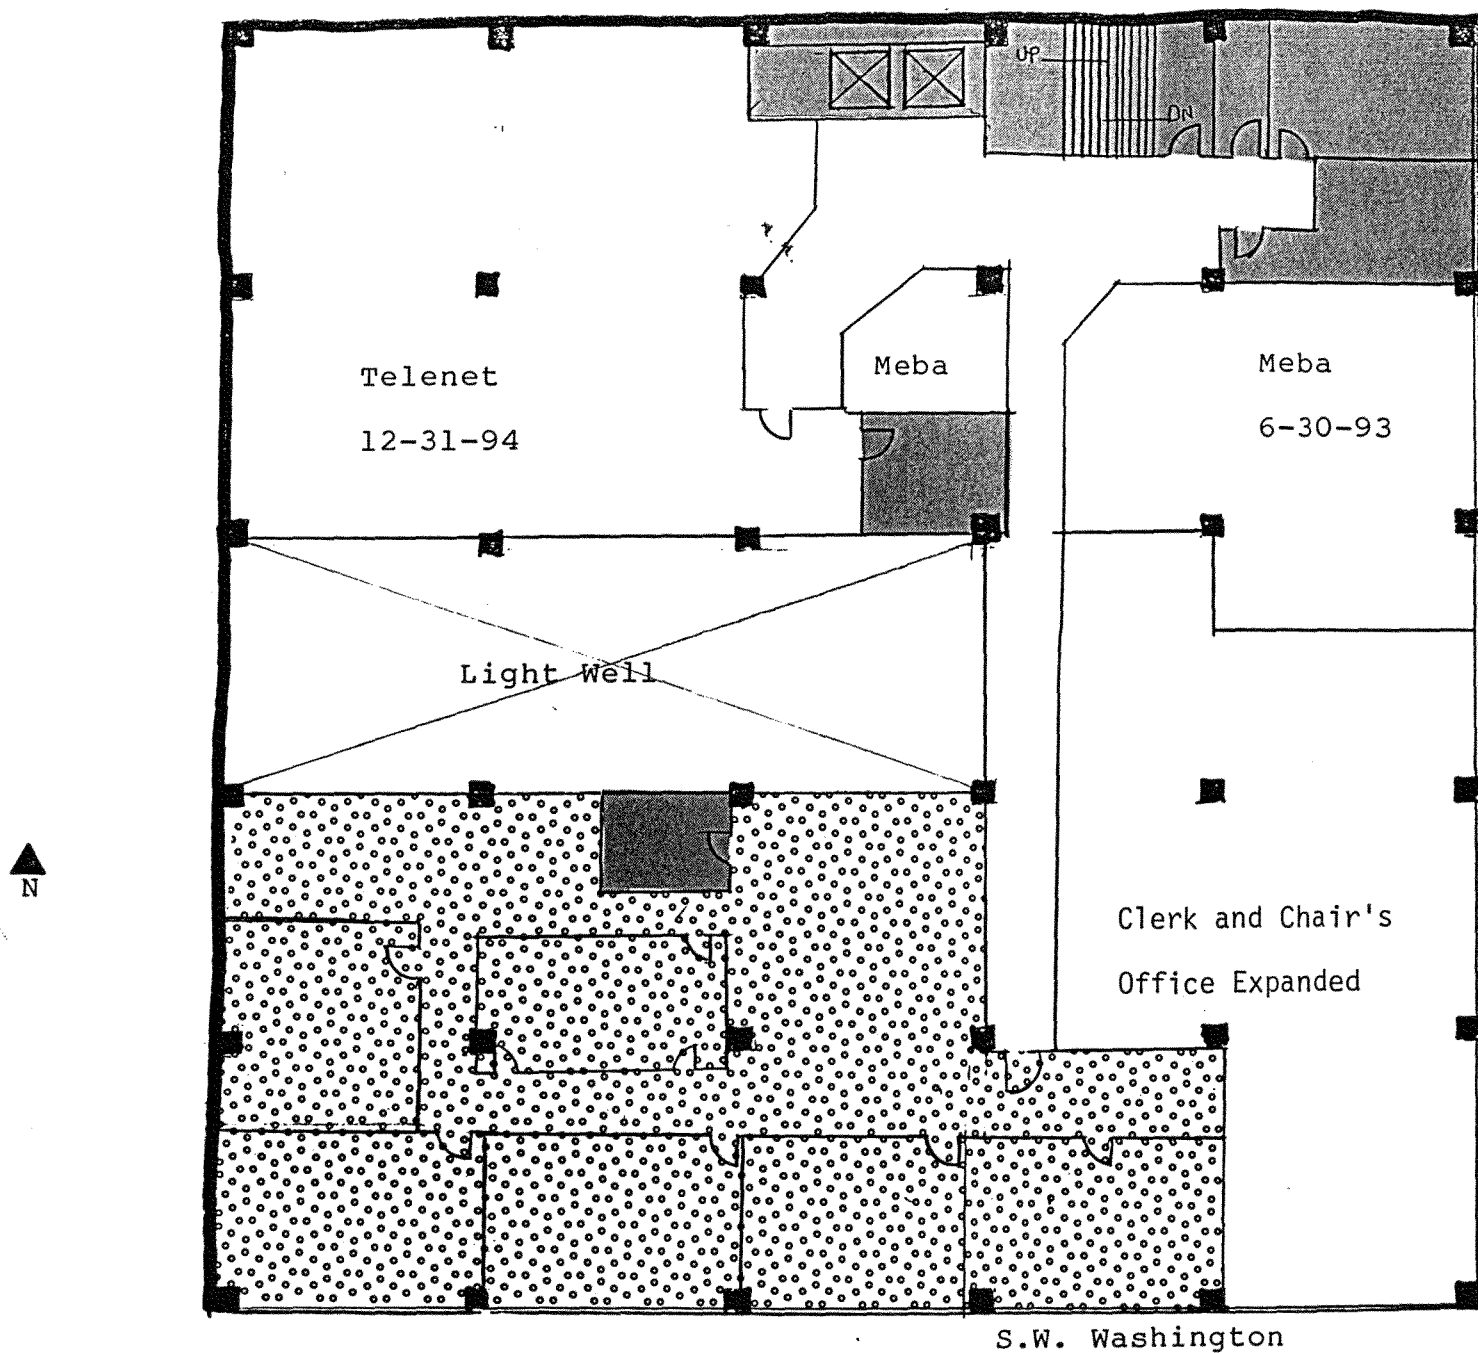 UP
DN
Telenet
12-31-94
Meba
Meba
6-30-93
Light Well
N
Clerk and Chair's
Office Expanded
S.W. Washington